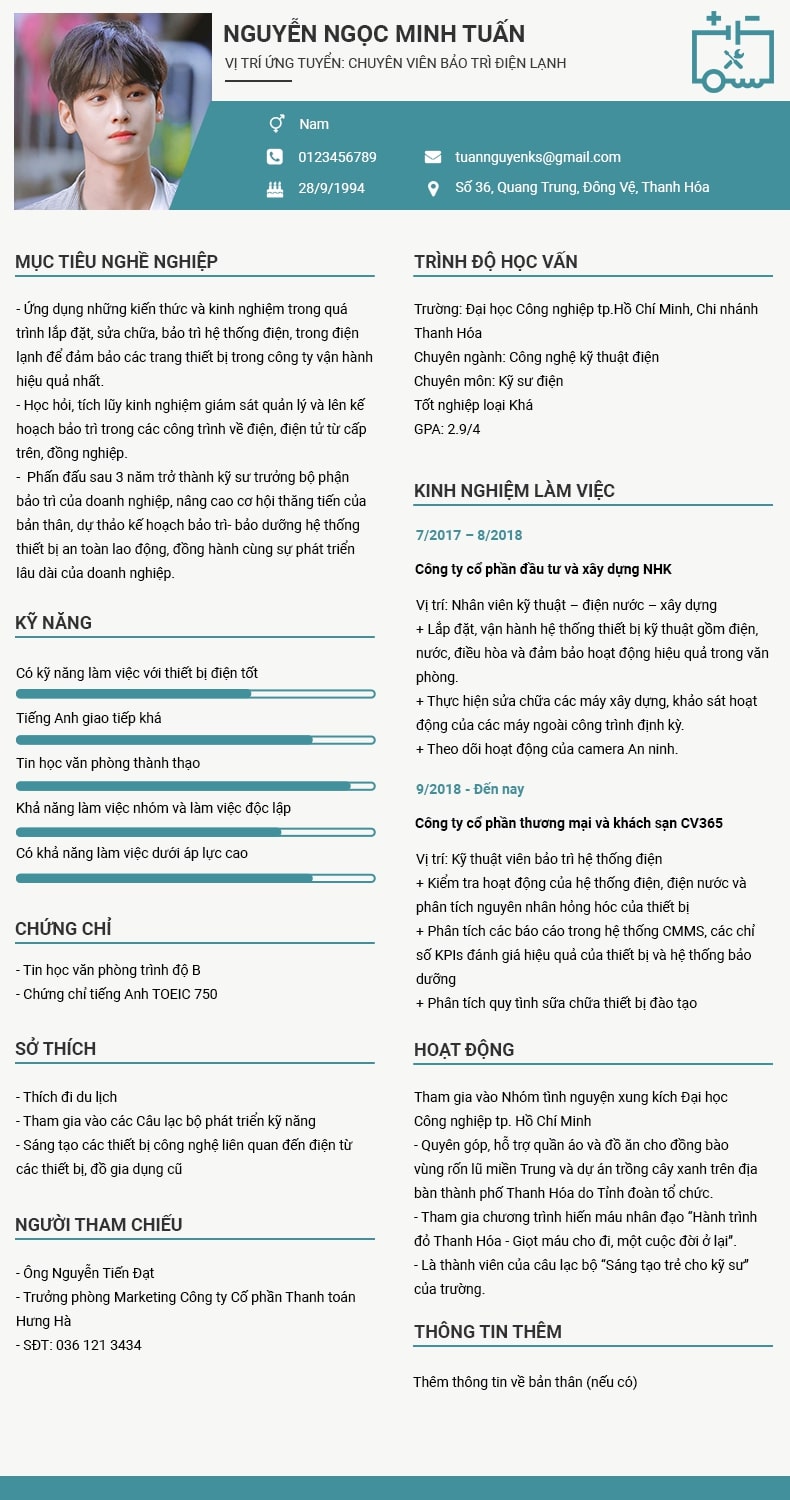 NGUYỄN NGỌC MINH TUẤN
VỊ TRÍ ỨNG TUYỂN: CHUYÊN VIÊN BẢO TRÌ ĐIỆN LẠNH
Nam
0123456789
tuannguyenks@gmail.com
28/9/1994
Số 36, Quang Trung, Đông Vệ, Thanh Hóa
MỤC TIÊU NGHỀ NGHIỆP
- Ứng dụng những kiến thức và kinh nghiệm trong quá
trình lắp đặt, sửa chữa, bảo trì hệ thống điện, trong điện
lạnh để đảm bảo các trang thiết bị trong công ty vận hành
hiệu quả nhất.
- Học hỏi, tích lũy kinh nghiệm giám sát quản lý và lên kế
hoạch bảo trì trong các công trình về điện, điện tử từ cấp
trên, đồng nghiệp.
- Phấn đấu sau 3 năm trở thành kỹ sư trưởng bộ phận
bảo trì của doanh nghiệp, nâng cao cơ hội thăng tiến của
bản thân, dự thảo kế hoạch bảo trì- bảo dưỡng hệ thống
thiết bị an toàn lao động, đồng hành cùng sự phát triển
lâu dài của doanh nghiệp.
KỸ NĂNG
Có kỹ năng làm việc với thiết bị điện tốt
Tiếng Anh giao tiếp khá
Tin học văn phòng thành thạo
Khả năng làm việc nhóm và làm việc độc lập
Có khả năng làm việc dưới áp lực cao
CHỨNG CHỈ
- Tin học văn phòng trình độ B
- Chứng chỉ tiếng Anh TOEIC 750
SỞ THÍCH
- Thích đi du lịch
- Tham gia vào các Câu lạc bộ phát triển kỹ năng
- Sáng tạo các thiết bị công nghệ liên quan đến điện từ
các thiết bị, đồ gia dụng cũ
NGƯỜI THAM CHIẾU
- Ông Nguyễn Tiến Đạt
- Trưởng phòng Marketing Công ty Cổ phần Thanh toán
Hưng Hà
- SĐT: 036 121 3434
TRÌNH ĐỘ HỌC VẤN
Trường: Đại học Công nghiệp tp.Hồ Chí Minh, Chi nhánh
Thanh Hóa
Chuyên ngành: Công nghệ kỹ thuật điện
Chuyên môn: Kỹ sư điện
Tốt nghiệp loại Khá
GPA: 2.9/4
KINH NGHIỆM LÀM VIỆC
7/2017 – 8/2018
Công ty cổ phần đầu tư và xây dựng NHK
Vị trí: Nhân viên kỹ thuật – điện nước – xây dựng
+ Lắp đặt, vận hành hệ thống thiết bị kỹ thuật gồm điện,
nước, điều hòa và đảm bảo hoạt động hiệu quả trong văn
phòng.
+ Thực hiện sửa chữa các máy xây dựng, khảo sát hoạt
động của các máy ngoài công trình định kỳ.
+ Theo dõi hoạt động của camera An ninh.
9/2018 - Đến nay
Công ty cổ phần thương mại và khách sạn CV365
Vị trí: Kỹ thuật viên bảo trì hệ thống điện
+ Kiểm tra hoạt động của hệ thống điện, điện nước và
phân tích nguyên nhân hỏng hóc của thiết bị
+ Phân tích các báo cáo trong hệ thống CMMS, các chỉ
số KPIs đánh giá hiệu quả của thiết bị và hệ thống bảo
dưỡng
+ Phân tích quy tình sữa chữa thiết bị đào tạo
HOẠT ĐỘNG
Tham gia vào Nhóm tình nguyện xung kích Đại học
Công nghiệp tp. Hồ Chí Minh
- Quyên góp, hỗ trợ quần áo và đồ ăn cho đồng bào
vùng rốn lũ miền Trung và dự án trồng cây xanh trên địa
bàn thành phố Thanh Hóa do Tỉnh đoàn tổ chức.
- Tham gia chương trình hiến máu nhân đạo “Hành trình
đỏ Thanh Hóa - Giọt máu cho đi, một cuộc đời ở lại”.
- Là thành viên của câu lạc bộ “Sáng tạo trẻ cho kỹ sư”
của trường.
THÔNG TIN THÊM
Thêm thông tin về bản thân (nếu có)